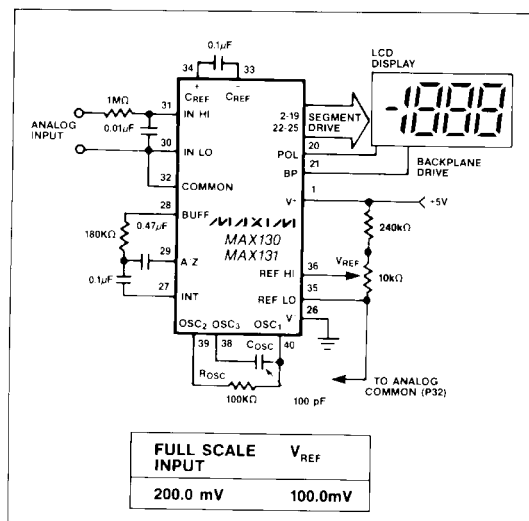 0.1µF
34 33
+ -
CREF CREF
LCD
DISPLAY
1MΩ
31
IN HI
ANALOG
INPUT
0.01µF
30
IN LO
32
COMMON
28
BUFF
180KΩ
0.47µF
29
A/Z
0.1µF
27
INT
MAXIM
MAX130
MAX131
2-19
22-25
SEGMENT
DRIVE
20
POL
21
BP
BACKPLANE
DRIVE
1
V+
+5V
240kΩ
36
REF HI
VREF
10kΩ
35
REF LO
26
V-
OSC2 OSC3 OSC1
39 38 40
COSC
ROSC
100KΩ
100 pF
TO ANALOG
COMMON (P32)
-1888
FULL SCALE VREF
INPUT
200.0 mV 100.0mV